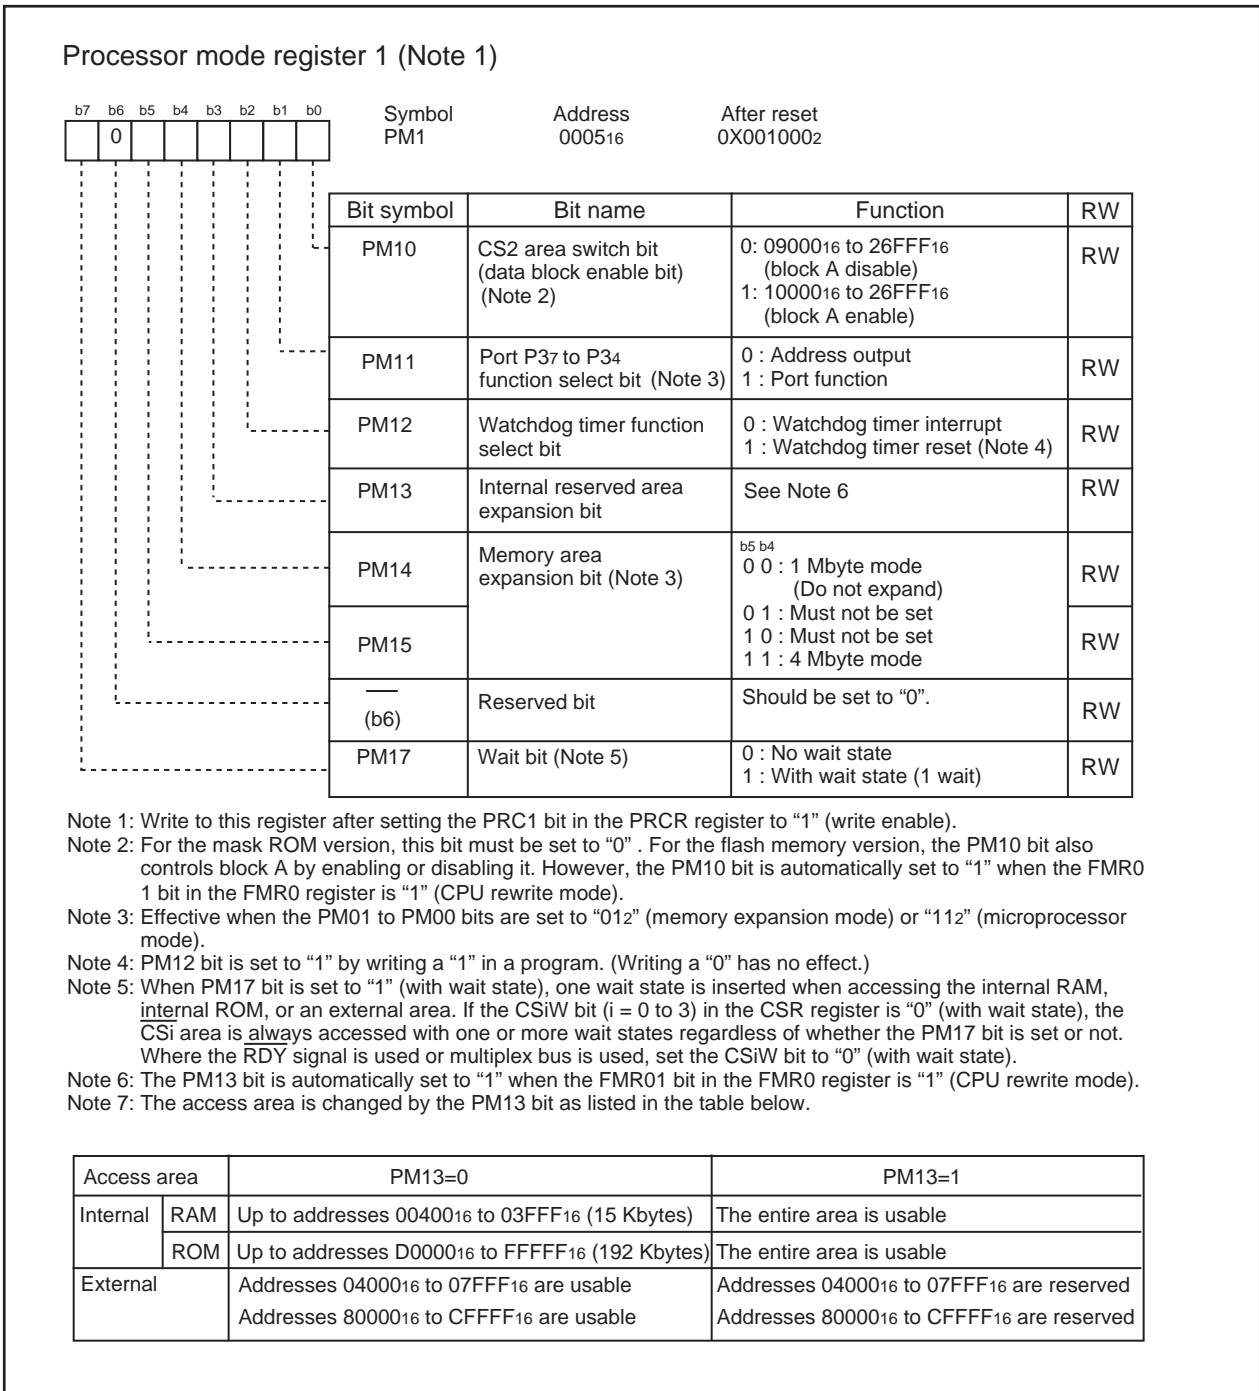 Processor mode register 1 (Note 1)
b7 b6 b5 b4 b3 b2 b1 b0
0
Symbol Address After reset
PM1 000516 0X0010002
Bit symbol Bit name Function RW
PM10 CS2 area switch bit (data block enable bit) (Note 2) 0: 0900016 to 26FFF16 RW
(block A disable)
1: 1000016 to 26FFF16
(block A enable)
PM11 Port P37 to P34 function select bit (Note 3) 0 : Address output RW
1 : Port function
PM12 Watchdog timer function select bit 0 : Watchdog timer interrupt RW
1 : Watchdog timer reset (Note 4)
PM13 Internal reserved area expansion bit See Note 6 RW
PM14 Memory area expansion bit (Note 3) b5 b4 RW
0 0 : 1 Mbyte mode
(Do not expand)
0 1 : Must not be set
PM15 1 0 : Must not be set RW
1 1 : 4 Mbyte mode
(b6) Reserved bit Should be set to “0”. RW
PM17 Wait bit (Note 5) 0 : No wait state RW
1 : With wait state (1 wait)
Note 1: Write to this register after setting the PRC1 bit in the PRCR register to “1” (write enable).
Note 2: For the mask ROM version, this bit must be set to “0” . For the flash memory version, the PM10 bit also
controls block A by enabling or disabling it. However, the PM10 bit is automatically set to “1” when the FMR0
1 bit in the FMR0 register is “1” (CPU rewrite mode).
Note 3: Effective when the PM01 to PM00 bits are set to “012” (memory expansion mode) or “112” (microprocessor
mode).
Note 4: PM12 bit is set to “1” by writing a “1” in a program. (Writing a “0” has no effect.)
Note 5: When PM17 bit is set to “1” (with wait state), one wait state is inserted when accessing the internal RAM,
internal ROM, or an external area. If the CSiW bit (i = 0 to 3) in the CSR register is “0” (with wait state), the
CSi area is always accessed with one or more wait states regardless of whether the PM17 bit is set or not.
Where the RDY signal is used or multiplex bus is used, set the CSiW bit to “0” (with wait state).
Note 6: The PM13 bit is automatically set to “1” when the FMR01 bit in the FMR0 register is “1” (CPU rewrite mode).
Note 7: The access area is changed by the PM13 bit as listed in the table below.
Access area PM13=0 PM13=1
Internal RAM Up to addresses 0040016 to 03FFF16 (15 Kbytes) The entire area is usable
ROM Up to addresses D000016 to FFFFF16 (192 Kbytes) The entire area is usable
External Addresses 0400016 to 07FFF16 are usable Addresses 0400016 to 07FFF16 are reserved
Addresses 8000016 to CFFFF16 are usable Addresses 8000016 to CFFFF16 are reserved